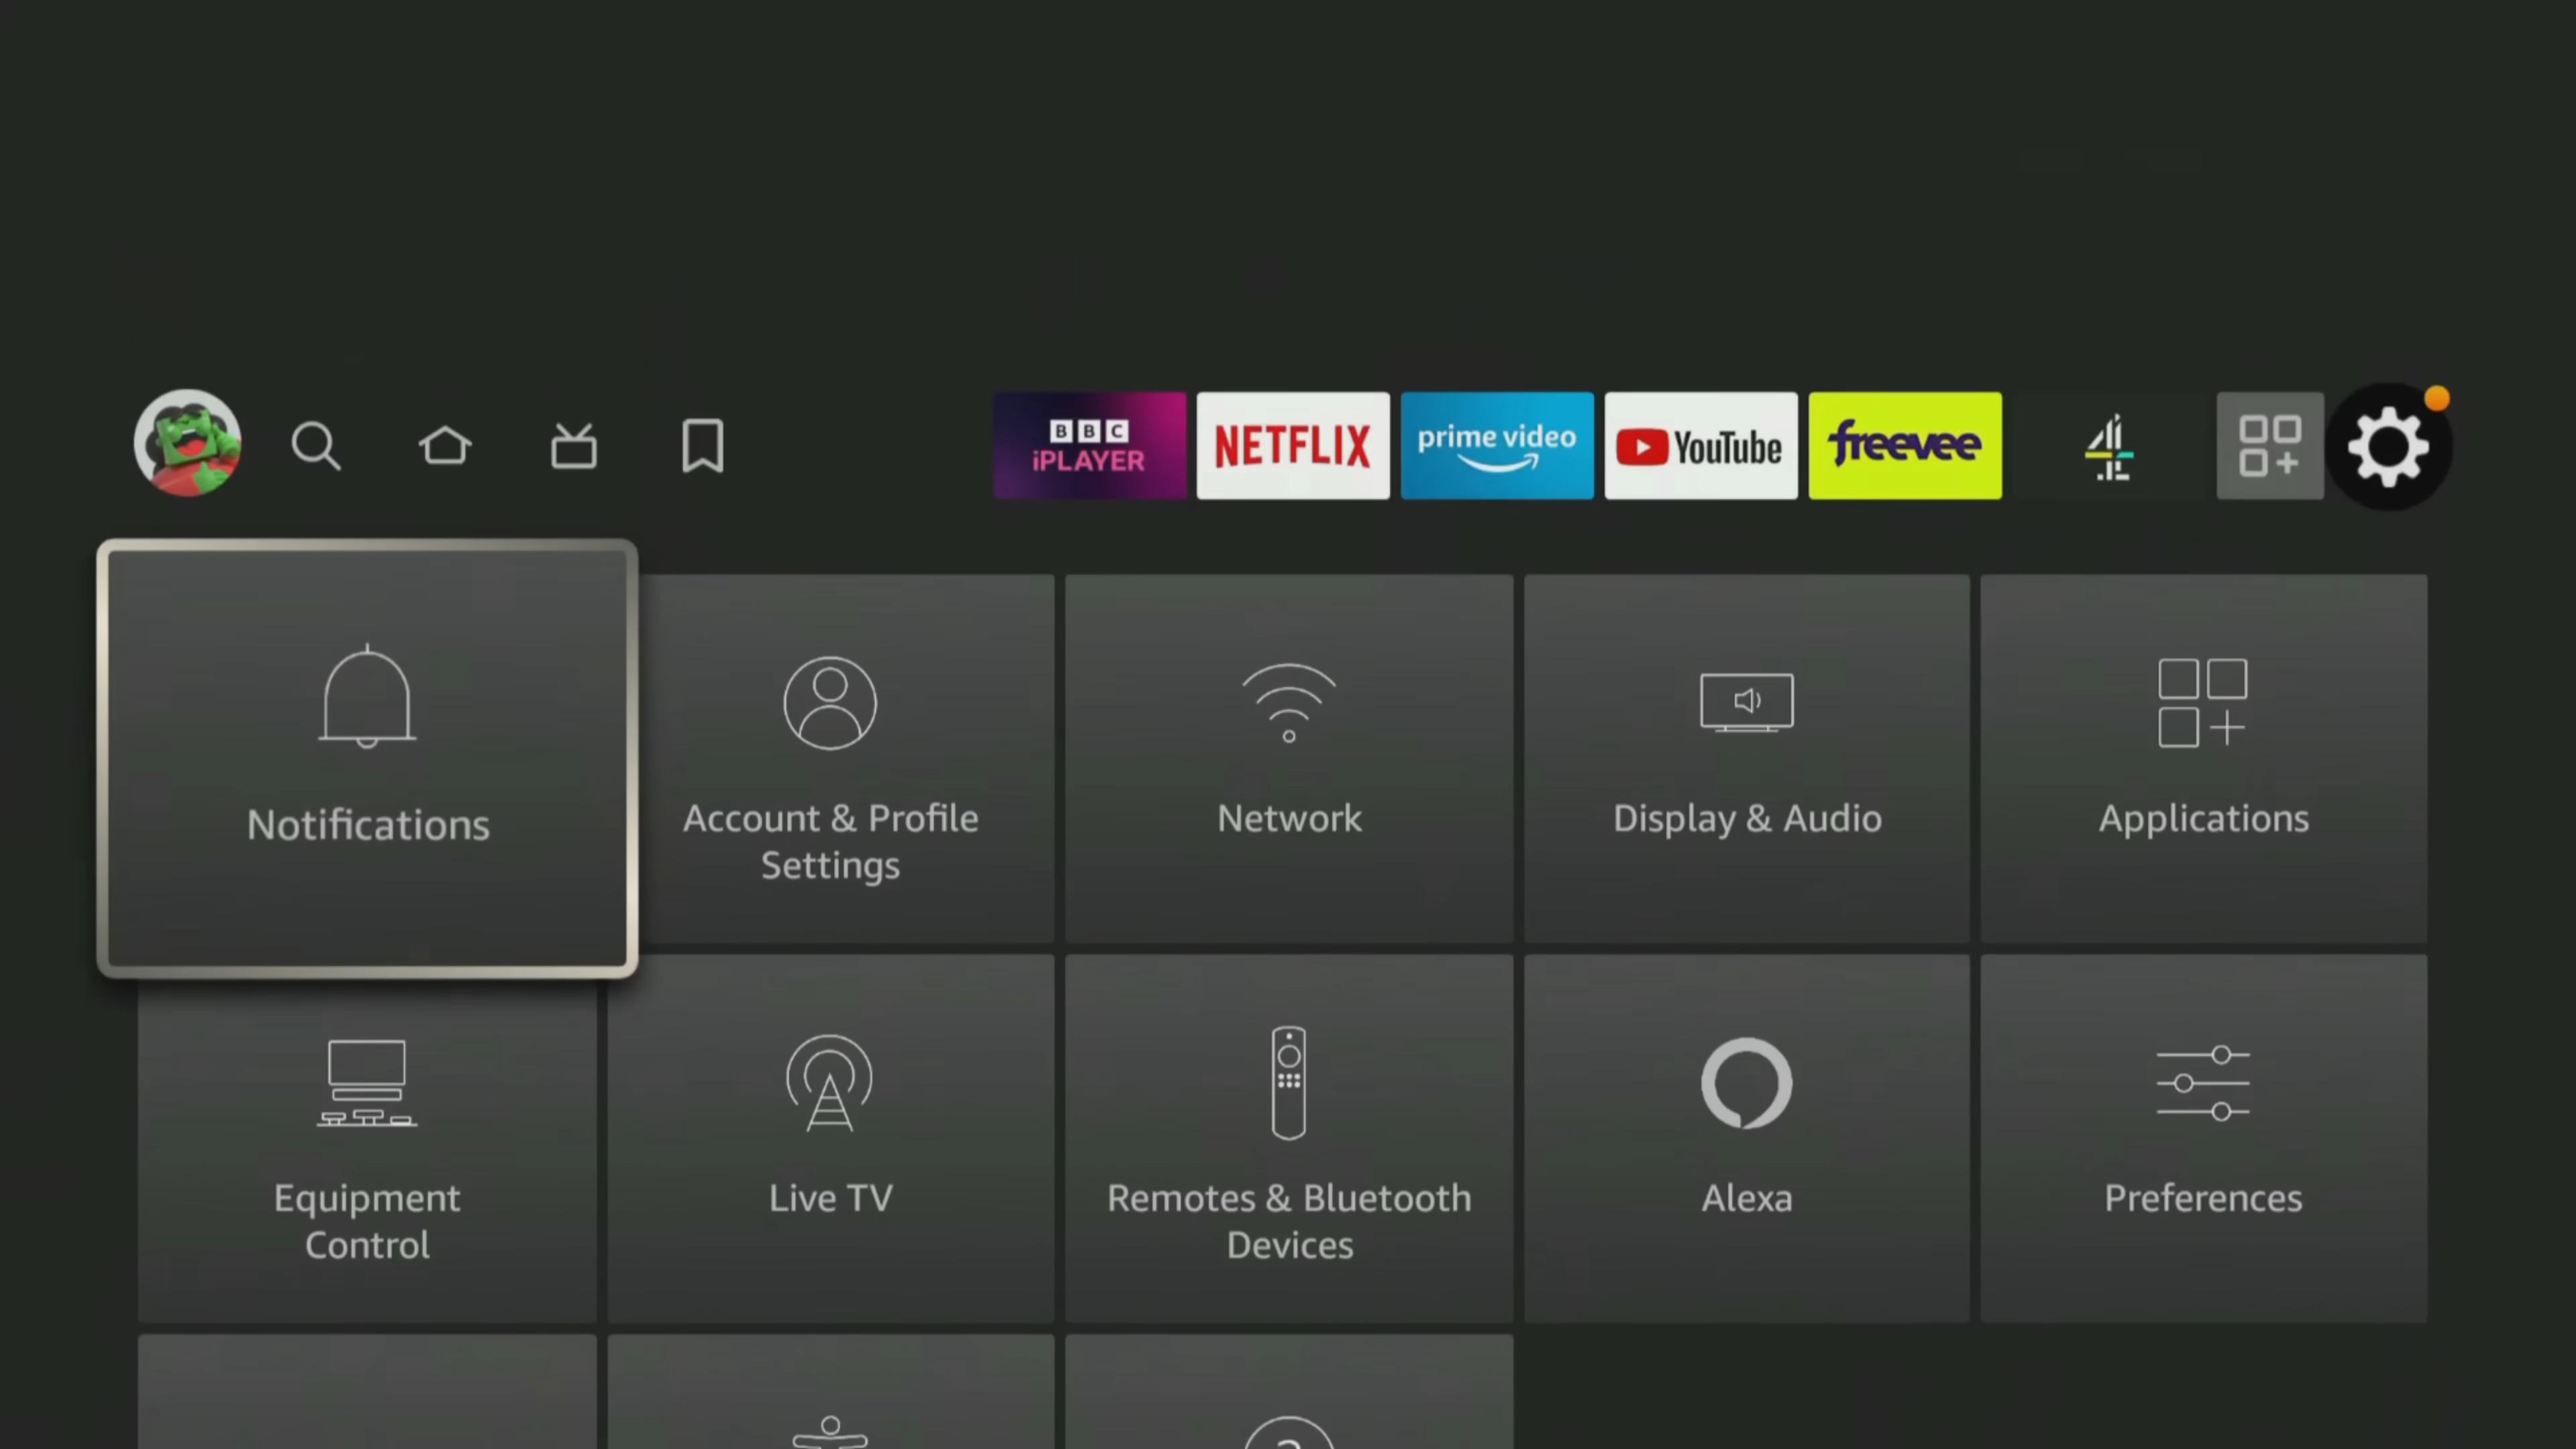 BBC
iPLAYER
NETFLIX
prime video
YouTube
freevee
4
Notifications
Account & Profile
Settings
Network
Display & Audio
Applications
Equipment
Control
Live TV
Remotes & Bluetooth
Devices
Alexa
Preferences